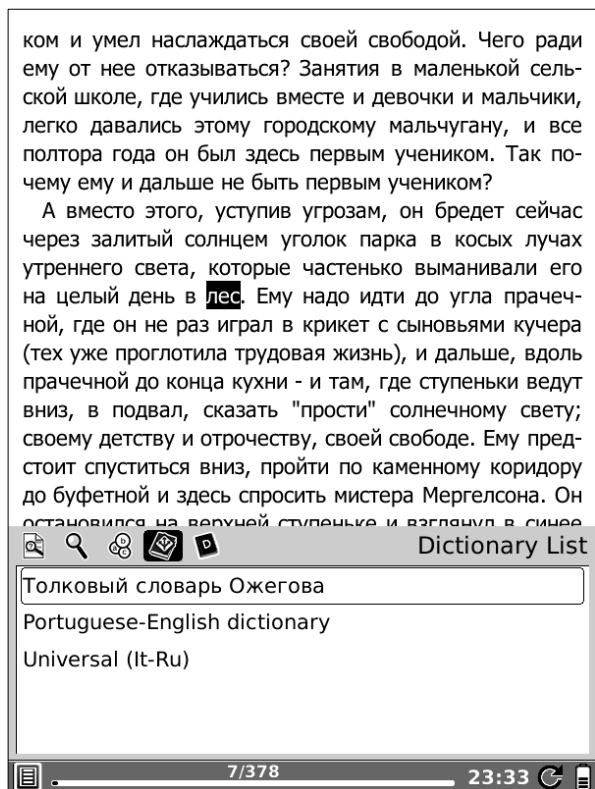 ком и умел наслаждаться своей свободой. Чего ради
ему от нее отказываться? Занятия в маленькой сель-
ской школе, где учились вместе и девочки и мальчики,
легко давались этому городскому мальчугану, и все
полтора года он был здесь первым учеником. Так по-
чему ему и дальше не быть первым учеником?
А вместо этого, уступив угрозам, он бредет сейчас
через залитый солнцем уголок парка в косых лучах
утреннего света, которые частенько выманивали его
на целый день в лес. Ему надо идти до угла прачеч-
ной, где он не раз играл в крикет с сыновьями кучера
(тех уже проглотила трудовая жизнь), и дальше, вдоль
прачечной до конца кухни - и там, где ступеньки ведут
вниз, в подвал, сказать "прости" солнечному свету;
своему детству и отрочеству, своей свободе. Ему пред-
стоит спуститься вниз, пройти по каменному коридору
до буфетной и здесь спросить мистера Мергелсона. Он
остановился на верхней ступеньке и взглянул в синее
Dictionary List
Толковый словарь Ожегова
Portuguese-English dictionary
Universal (It-Ru)
7/378
23:33